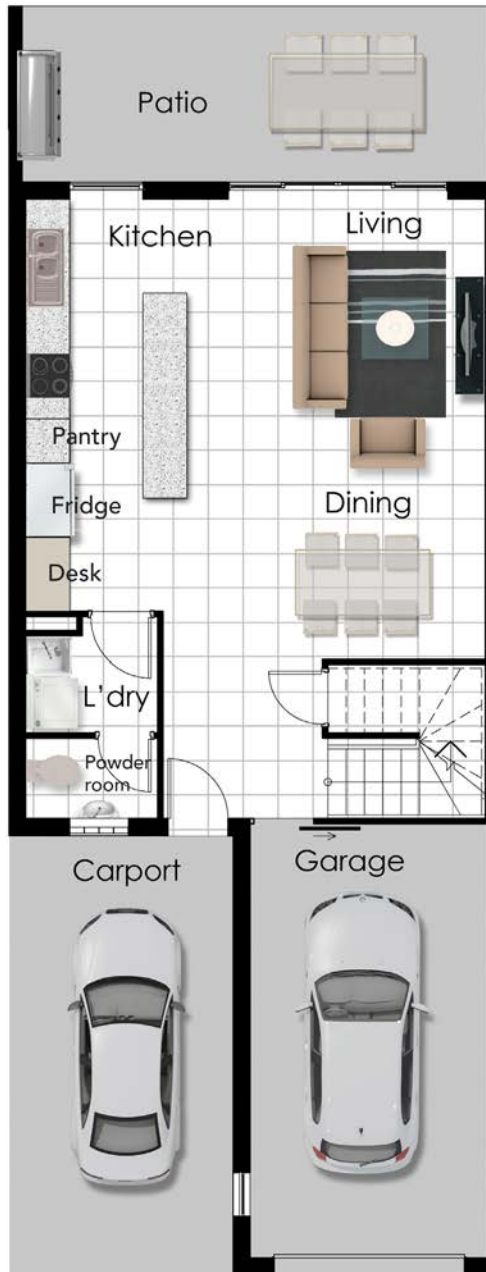 Patio
Kitchen
Living
Pantry
Fridge
Dining
Desk
L'dry
Powder
room
Carport
Garage